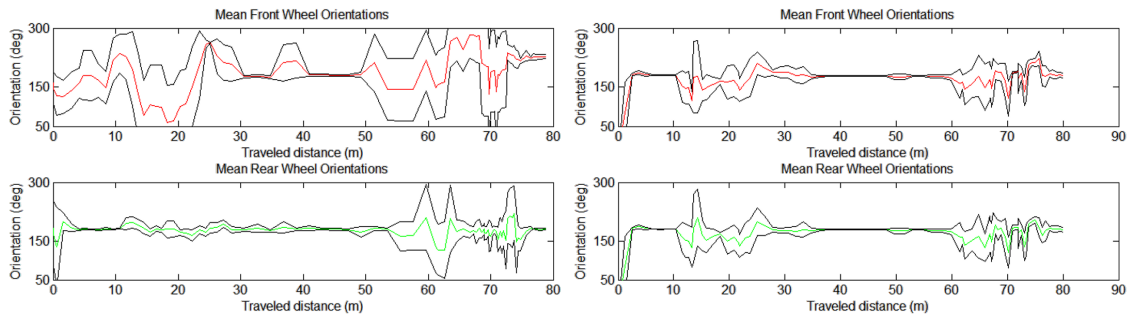 Mean Front Wheel Orientations
300
150
50
Orientation (deg)
0 10 20 30 40 50 60 70 80
Traveled distance (m)
Mean Rear Wheel Orientations
300
150
50
Orientation (deg)
0 10 20 30 40 50 60 70 80
Traveled distance (m)
Mean Front Wheel Orientations
300
150
50
Orientation (deg)
0 10 20 30 40 50 60 70 80 90
Traveled distance (m)
Mean Rear Wheel Orientations
300
150
50
Orientation (deg)
0 10 20 30 40 50 60 70 80 90
Traveled distance (m)